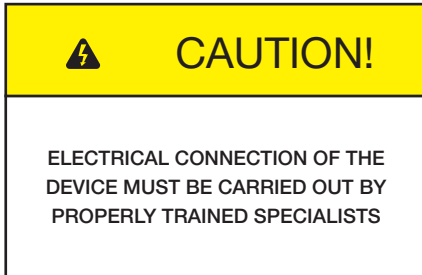 CAUTION!
ELECTRICAL CONNECTION OF THE
DEVICE MUST BE CARRIED OUT BY
PROPERLY TRAINED SPECIALISTS